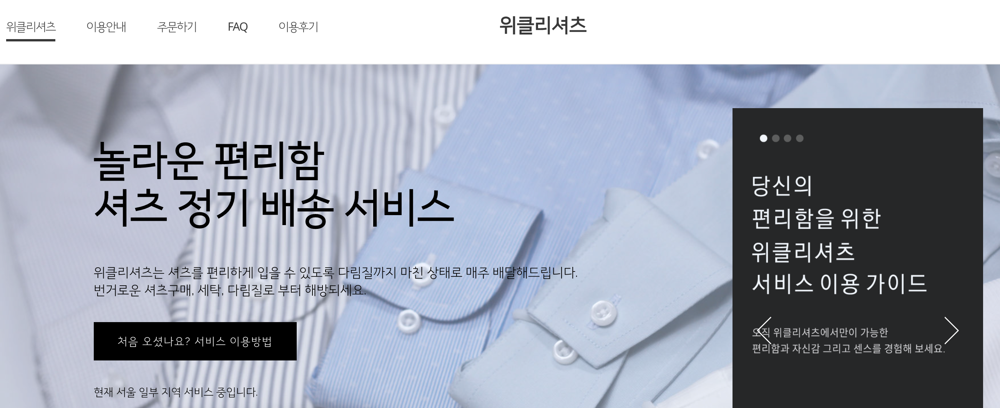 위클리셔츠
이용안내
주문하기
FAQ
이용후기
위클리셔츠
놀라운 편리함
셔츠 정기 배송 서비스
위클리셔츠는 셔츠를 편리하게 입을 수 있도록 다림질까지 마친 상태로 매주 배달해드립니다.
번거로운 셔츠구매, 세탁, 다림질로 부터 해방되세요.
처음 오셨나요? 서비스 이용방법
현재 서울 일부 지역 서비스 중입니다.
당신의
편리함을 위한
위클리셔츠
서비스 이용 가이드
오직 위클리셔츠에서만이 가능한
편리함과 자신감 그리고 센스를 경험해 보세요.